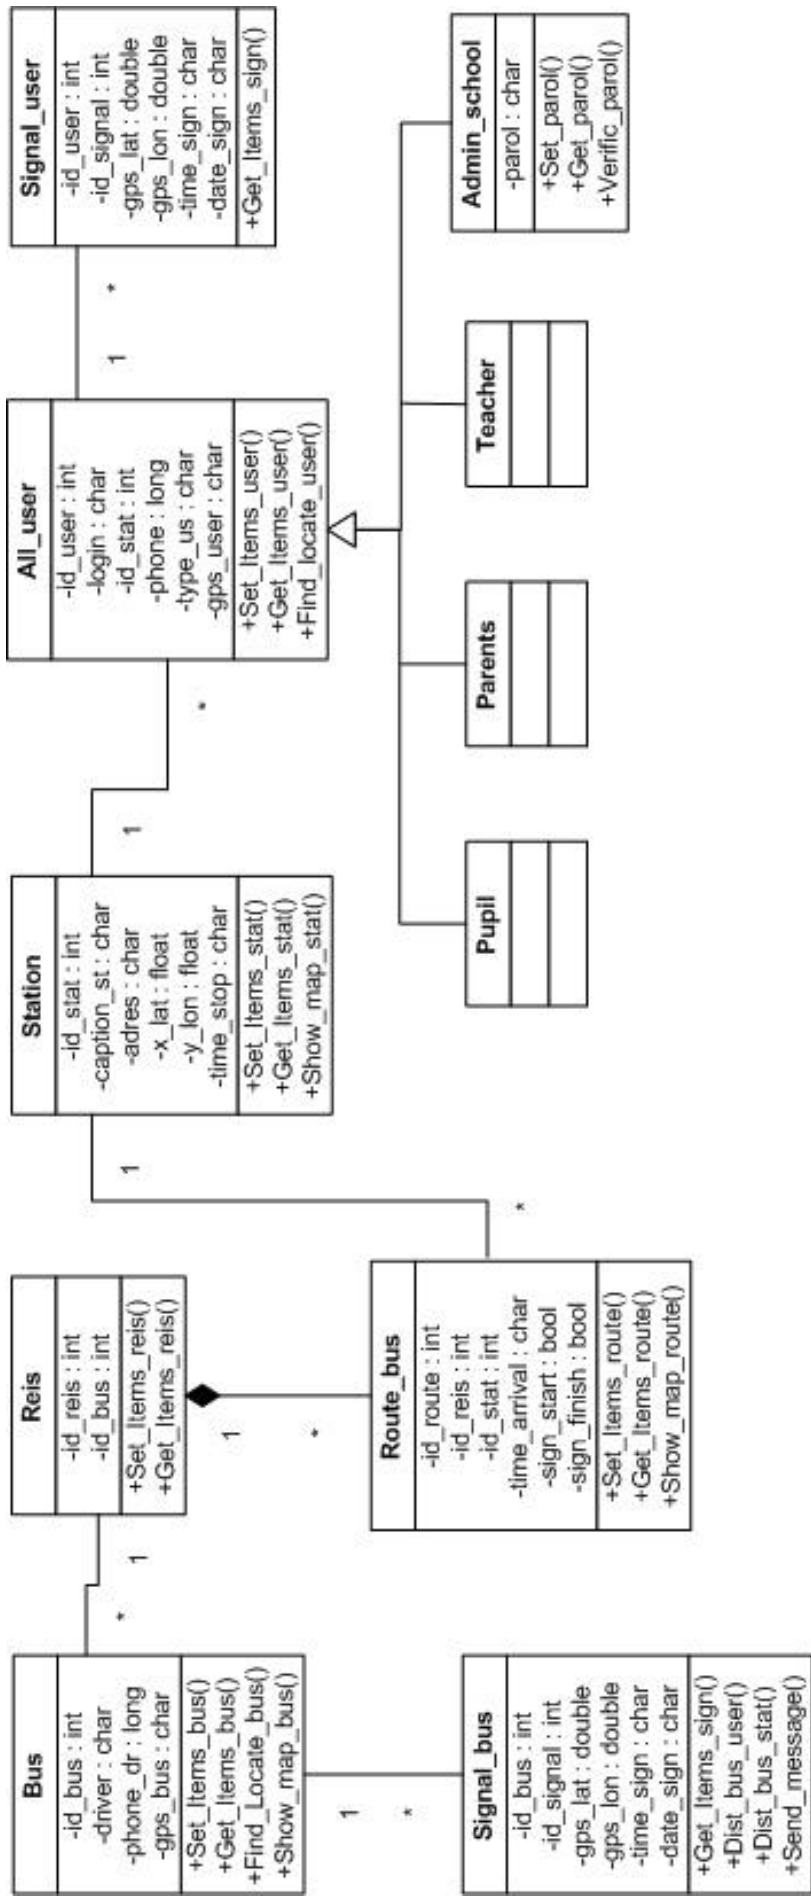 Bus
-id_bus : int
-driver : char
-phone_dr : long
-gps_bus : char
+Set_Items_bus()
+Get_Items_bus()
+Find_Locate_bus()
+Show_map_bus()
*
1
Reis
-id_reis : int
-id_bus : int
+Set_Items_reis()
+Get_Items_reis()
1
*
1
*
Signal_bus
-id_bus : int
-id_signal : int
-gps_lat : double
-gps_lon : double
-time_sign : char
-date_sign : char
+Get_Items_sign()
+Dist_bus_user()
+Dist_bus_stat()
+Send_message()
Route_bus
-id_route : int
-id_reis : int
-id_stat : int
-time_arrival : char
-sign_start : bool
-sign_finish : bool
+Set_Items_route()
+Get_Items_route()
+Show_map_route()
*
1
Station
-id_stat : int
-caption_st : char
-adres : char
-x_lat : float
-y_lon : float
-time_stop : char
+Set_Items_stat()
+Get_Items_stat()
+Show_map_stat()
1
*
All_user
-id_user : int
-login : char
-id_stat : int
-phone : long
-type_us : char
-gps_user : char
+Set_Items_user()
+Get_Items_user()
+Find_locate_user()
1
*
Signal_user
-id_user : int
-id_signal : int
-gps_lat : double
-gps_lon : double
-time_sign : char
-date_sign : char
+Get_Items_sign()
Pupil
Parents
Teacher
Admin_school
-parol : char
+Set_parol()
+Get_parol()
+Verific_parol()